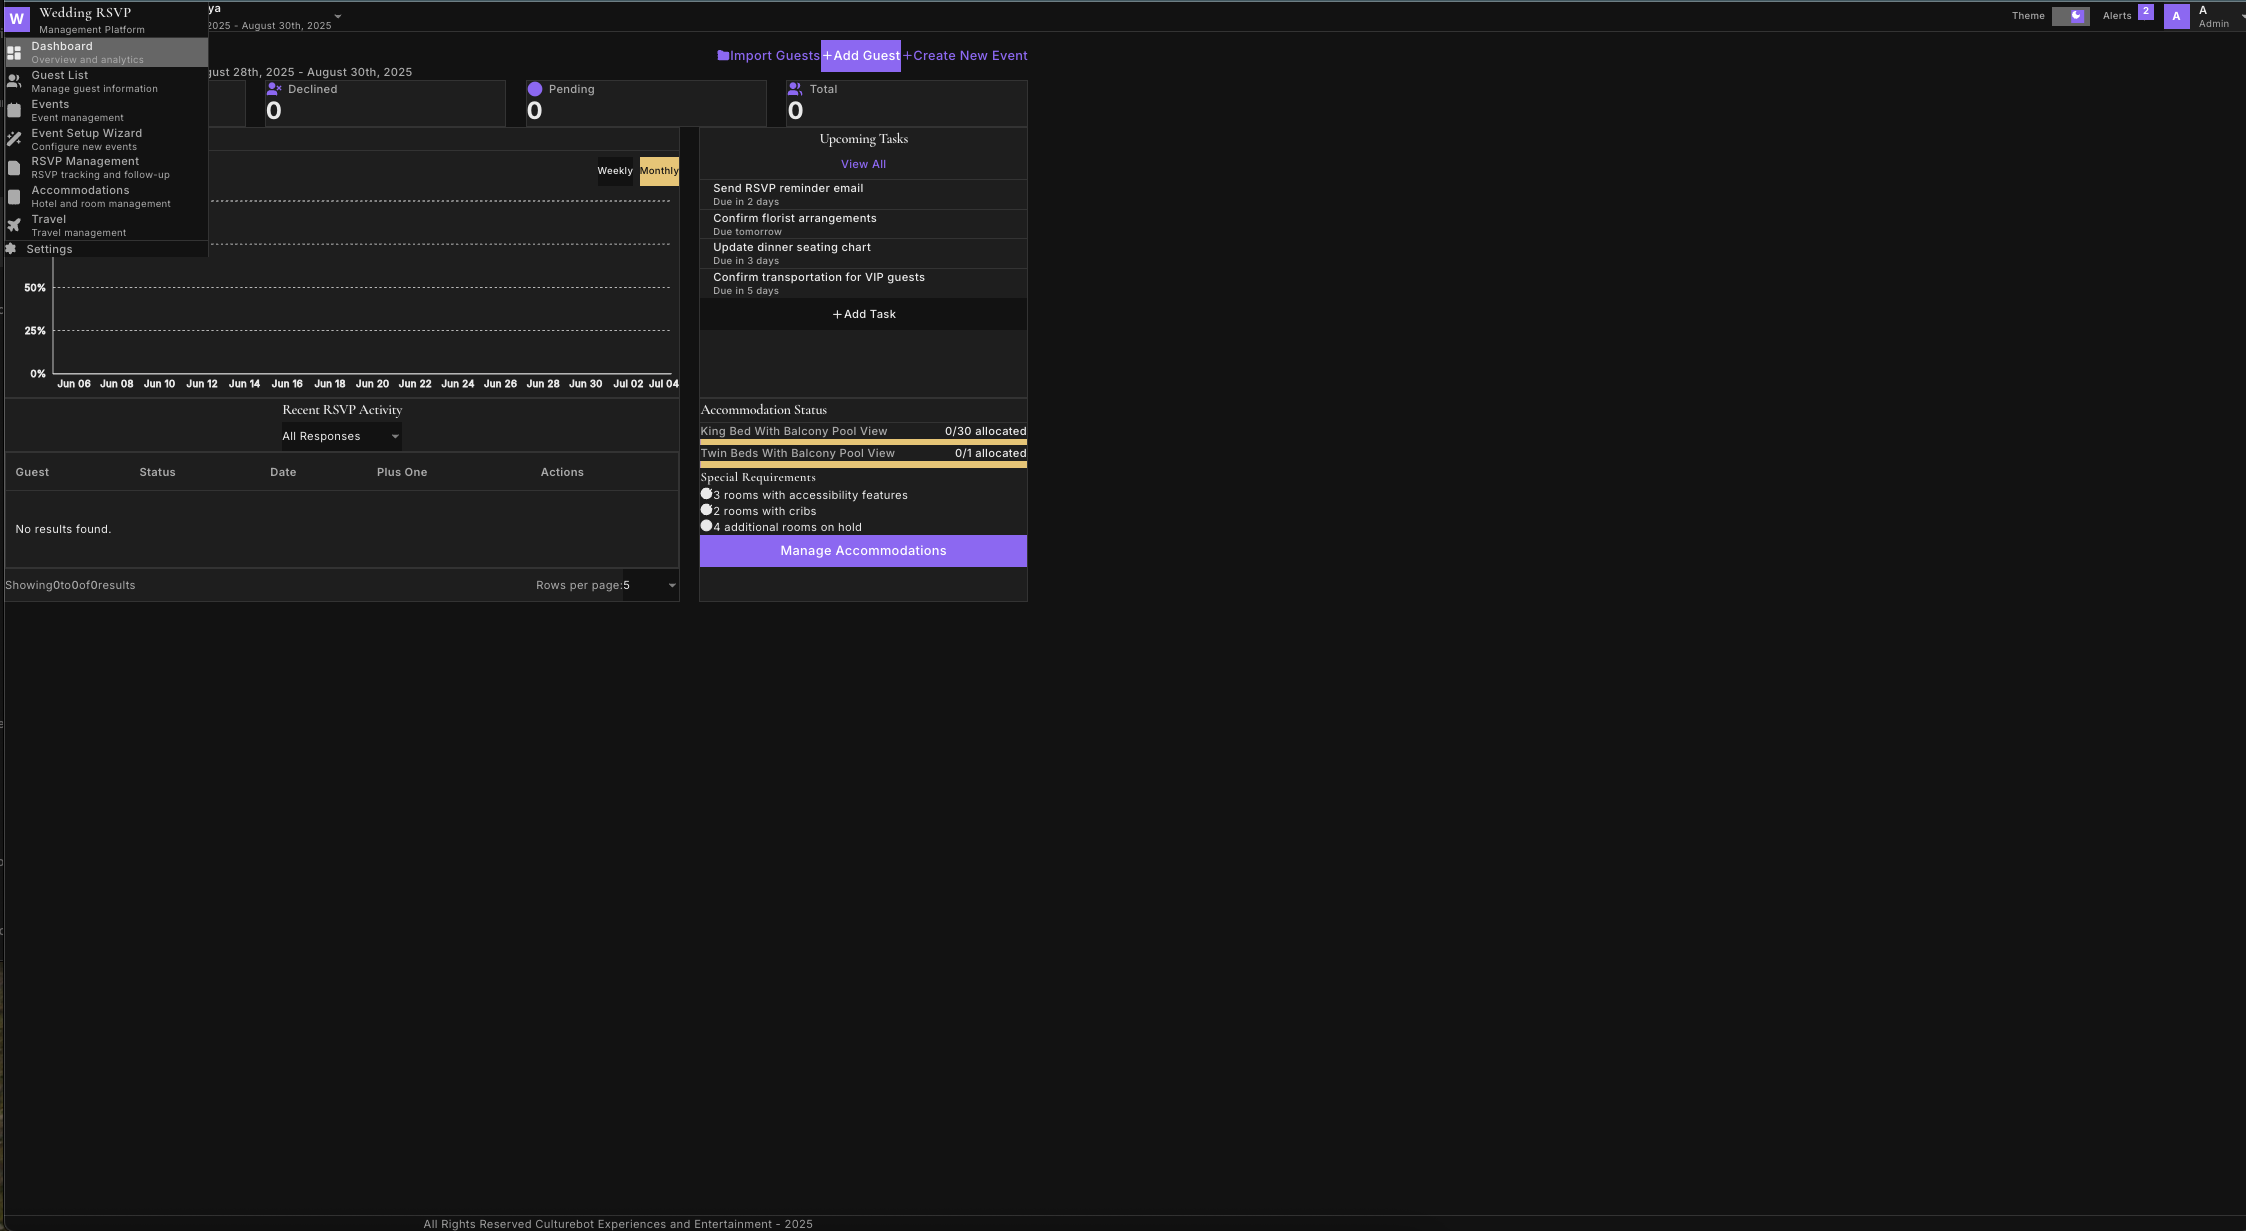 W
Wedding RSVP
Management Platform
ya
2025 - August 30th, 2025
Theme
Alerts
2
A
A
Admin
Dashboard
Overview and analytics
Guest List
Manage guest information
Events
Event management
Event Setup Wizard
Configure new events
RSVP Management
RSVP tracking and follow-up
Accommodations
Hotel and room management
Travel
Travel management
Settings
Import Guests
+Add Guest
+Create New Event
gust 28th, 2025 - August 30th, 2025
Declined
0
Pending
0
Total
0
Weekly
Monthly
50%
25%
0%
Jun 06 Jun 08 Jun 10 Jun 12 Jun 14 Jun 16 Jun 18 Jun 20 Jun 22 Jun 24 Jun 26 Jun 28 Jun 30 Jul 02 Jul 04
Upcoming Tasks
View All
Send RSVP reminder email
Due in 2 days
Confirm florist arrangements
Due tomorrow
Update dinner seating chart
Due in 3 days
Confirm transportation for VIP guests
Due in 5 days
+Add Task
Recent RSVP Activity
All Responses
Guest Status Date Plus One Actions
No results found.
Showing0to0of0results
Rows per page:5
Accommodation Status
King Bed With Balcony Pool View 0/30 allocated
Twin Beds With Balcony Pool View 0/1 allocated
Special Requirements
3 rooms with accessibility features
2 rooms with cribs
4 additional rooms on hold
Manage Accommodations
All Rights Reserved Culturebot Experiences and Entertainment - 2025